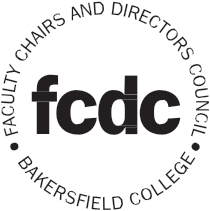 FACULTY CHAIRS AND DIRECTORS COUNCIL
fcdc
• BAKERSFIELD COLLEGE •